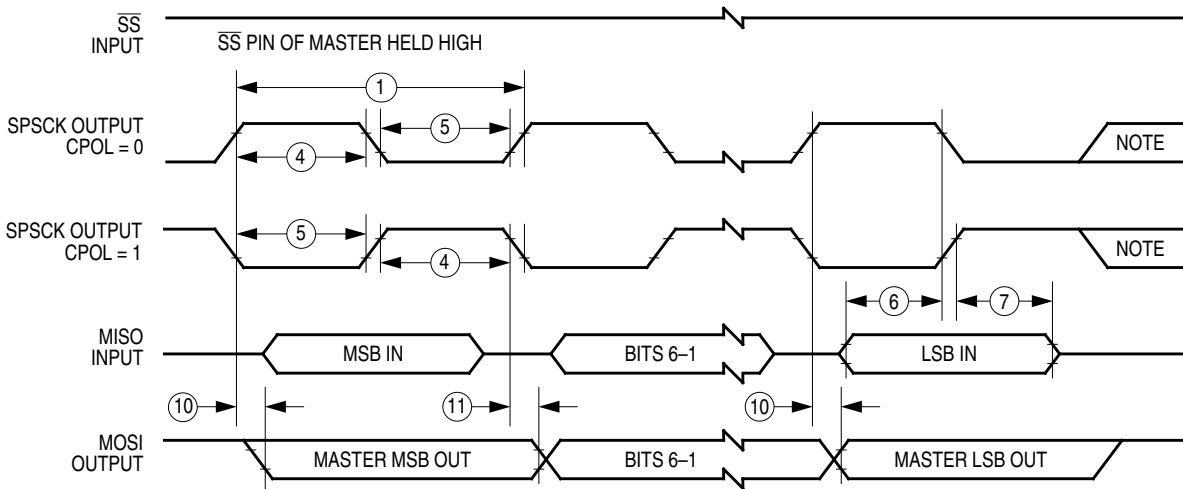 SS
INPUT
SS PIN OF MASTER HELD HIGH
1
SPSCK OUTPUT
CPOL = 0
5
4
NOTE
SPSCK OUTPUT
CPOL = 1
5
4
NOTE
6
7
MISO
INPUT
MSB IN
BITS 6–1
LSB IN
10
11
10
MOSI
OUTPUT
MASTER MSB OUT
BITS 6–1
MASTER LSB OUT